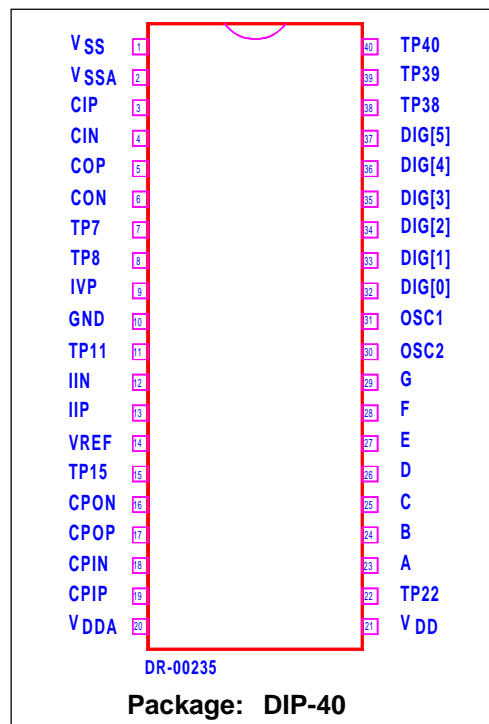 VSS 1 40 TP40
VSSA 2 39 TP39
CIP 3 38 TP38
CIN 4 37 DIG[5]
COP 5 36 DIG[4]
CON 6 35 DIG[3]
TP7 7 34 DIG[2]
TP8 8 33 DIG[1]
IVP 9 32 DIG[0]
GND 10 31 OSC1
TP11 11 30 OSC2
IIN 12 29 G
IIP 13 28 F
VREF 14 27 E
TP15 15 26 D
CPON 16 25 C
CPOP 17 24 B
CPIN 18 23 A
CPIP 19 22 TP22
VDDA 20 21 VDD
DR-00235
Package: DIP-40